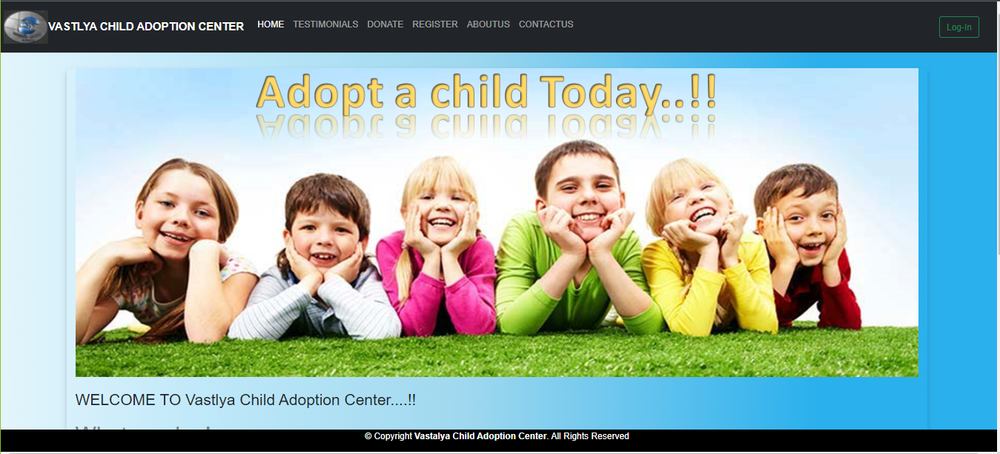 VASTLYA CHILD ADOPTION CENTER HOME TESTIMONIALS DONATE REGISTER ABOUTUS CONTACTUS Log-In
Adopt a child Today..!!
WELCOME TO Vastlya Child Adoption Center....!!
© Copyright Vastalya Child Adoption Center. All Rights Reserved